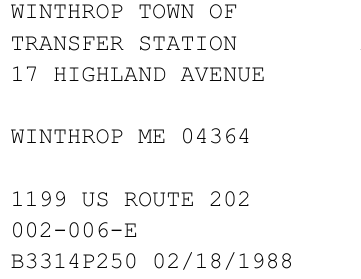 WINTHROP TOWN OF
TRANSFER STATION
17 HIGHLAND AVENUE
WINTHROP ME 04364
1199 US ROUTE 202
002-006-E
B3314P250 02/18/1988